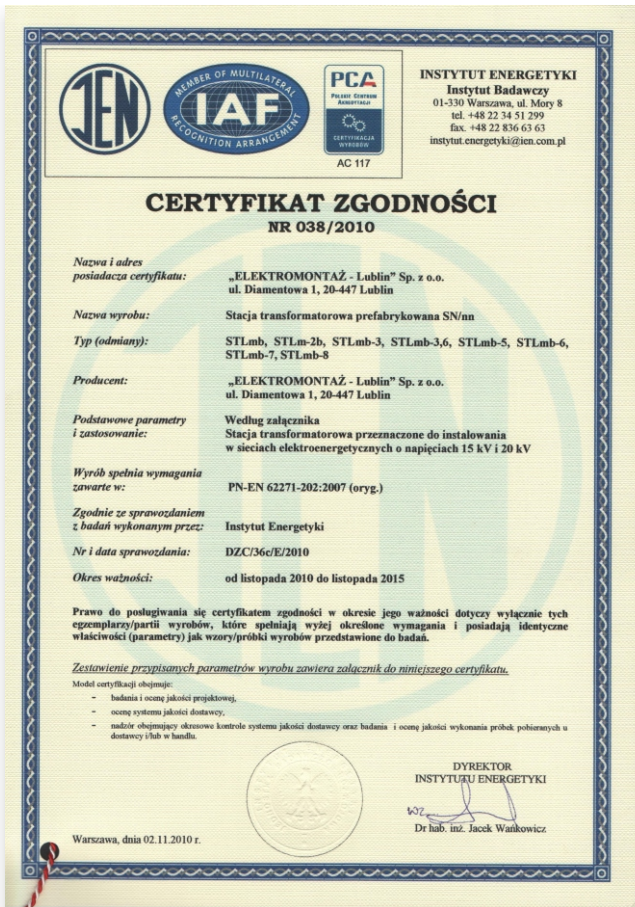 IEN
MEMBER OF MULTILATERAL
IAF
RECOGNITION ARRANGEMENT
PCA
POLSKIE CENTRUM
AKREDYTACJI
CERTYFIKACJA
WYROBÓW
AC 117
INSTYTUT ENERGETYKI
Instytut Badawczy
01-330 Warszawa, ul. Mory 8
tel. +48 22 34 51 299
fax. +48 22 836 63 63
instytut.energetyki@ien.com.pl
CERTYFIKAT ZGODNOŚCI
NR 038/2010
Nazwa i adres
posiadacza certyfikatu: „ELEKTROMONTAŻ - Lublin” Sp. z o.o.
ul. Diamentowa 1, 20-447 Lublin
Nazwa wyrobu: Stacja transformatorowa prefabrykowana SN/nn
Typ (odmiany): STLmb, STLm-2b, STLmb-3, STLmb-3,6, STLmb-5, STLmb-6,
STLmb-7, STLmb-8
Producent: „ELEKTROMONTAŻ - Lublin” Sp. z o.o.
ul. Diamentowa 1, 20-447 Lublin
Podstawowe parametry Według załącznika
i zastosowanie: Stacja transformatorowa przeznaczone do instalowania
w sieciach elektroenergetycznych o napięciach 15 kV i 20 kV
Wyrób spełnia wymagania
zawarte w: PN-EN 62271-202:2007 (oryg.)
Zgodnie ze sprawozdaniem
z badań wykonanym przez: Instytut Energetyki
Nr i data sprawozdania: DZC/36c/E/2010
Okres ważności: od listopada 2010 do listopada 2015
Prawo do posługiwania się certyfikatem zgodności w okresie jego ważności dotyczy wyłącznie tych
egzemplarzy/partii wyrobów, które spełniają wyżej określone wymagania i posiadają identyczne
właściwości (parametry) jak wzory/próbki wyrobów przedstawione do badań.
Zestawienie przypisanych parametrów wyrobu zawiera załącznik do niniejszego certyfikatu.
Model certyfikacji obejmuje:
- badania i ocenę jakości projektowej,
- ocenę systemu jakości dostawcy,
- nadzór obejmujący okresowe kontrole systemu jakości dostawcy oraz badania i ocenę jakości wykonania próbek pobieranych u
dostawcy i/lub w handlu.
DYREKTOR
INSTYTUTU ENERGETYKI
wz.
Dr hab. inż. Jacek Wańkowicz
Warszawa, dnia 02.11.2010 r.